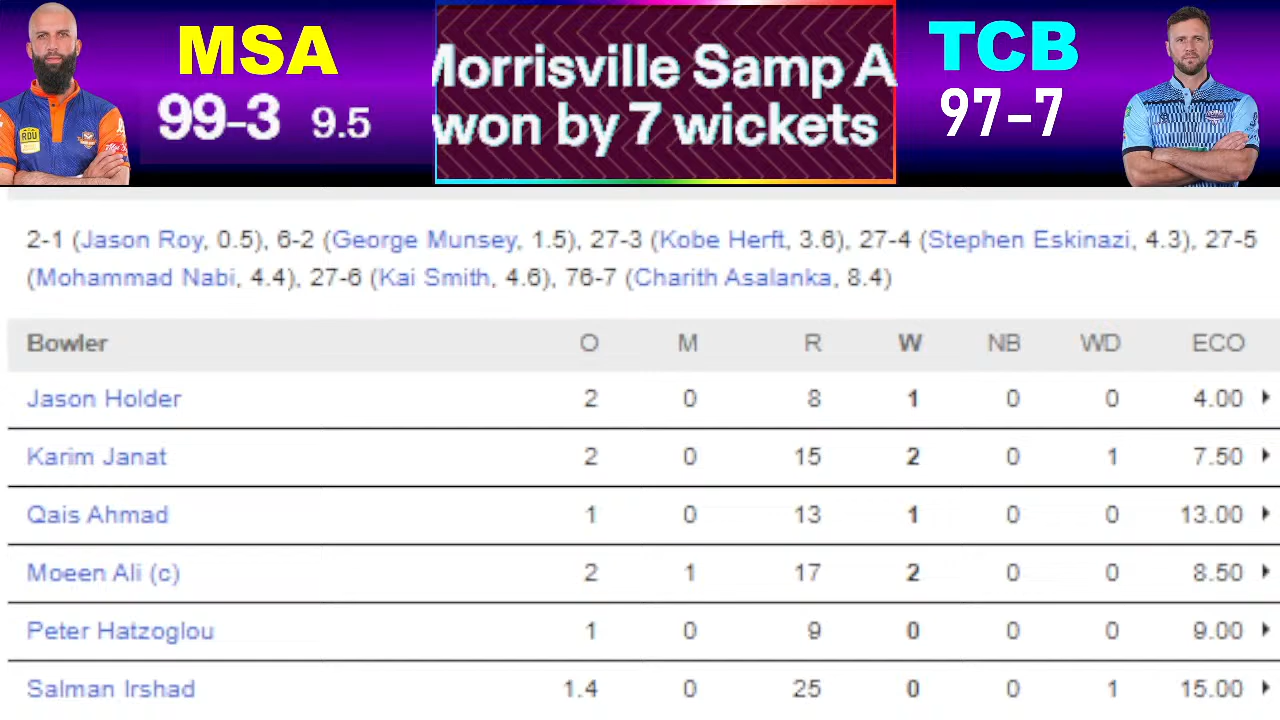 MSA
99-3 9.5
Morrisville Samp A
won by 7 wickets
TCB
97-7
2-1 (Jason Roy, 0.5), 6-2 (George Munsey, 1.5), 27-3 (Kobe Herft, 3.6), 27-4 (Stephen Eskinazi, 4.3), 27-5
(Mohammad Nabi, 4.4), 27-6 (Kai Smith, 4.6), 76-7 (Charith Asalanka, 8.4)
Bowler O M R W NB WD ECO
Jason Holder 2 0 8 1 0 0 4.00
Karim Janat 2 0 15 2 0 1 7.50
Qais Ahmad 1 0 13 1 0 0 13.00
Moeen Ali (c) 2 1 17 2 0 0 8.50
Peter Hatzoglou 1 0 9 0 0 0 9.00
Salman Irshad 1.4 0 25 0 0 1 15.00